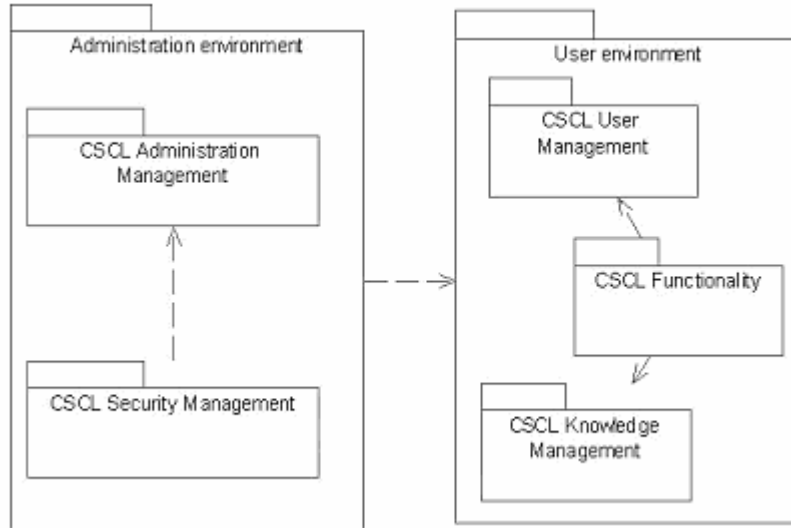 Administration environment
CSCL Administration
Management
CSCL Security Management
User environment
CSCL User
Management
CSCL Functionality
CSCL Knowledge
Management